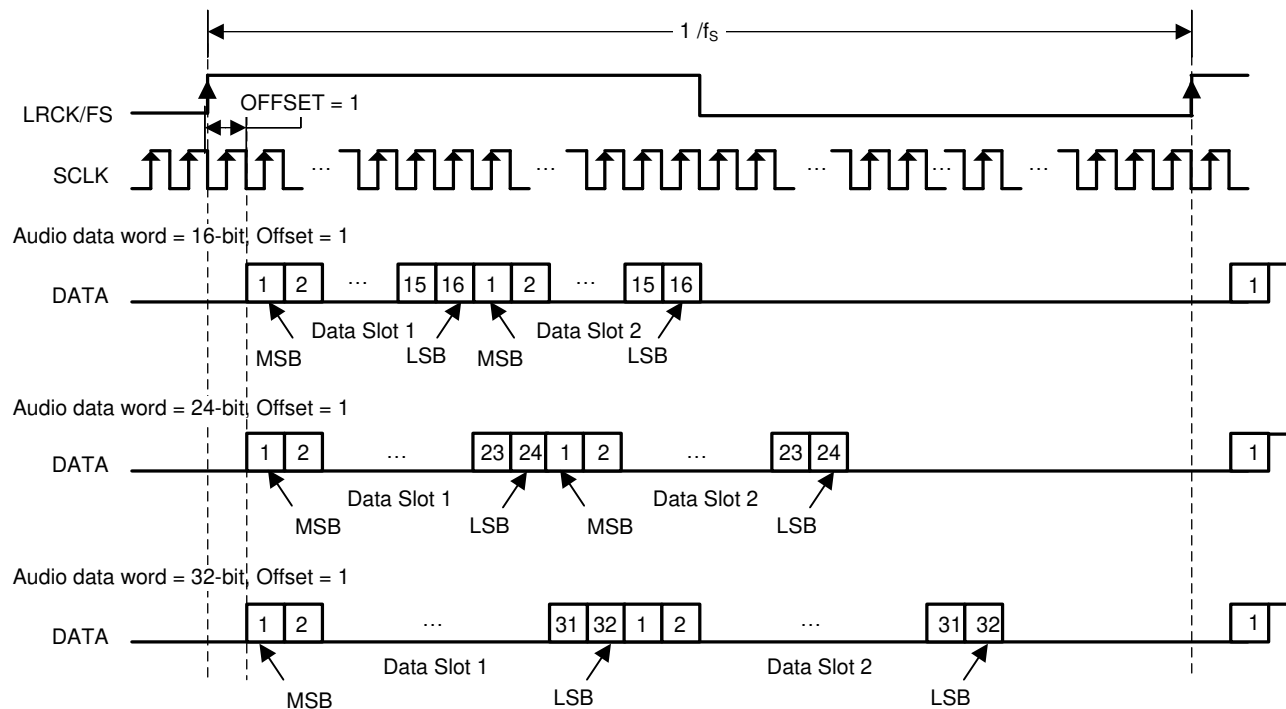 1 /fS
LRCK/FS
OFFSET = 1
SCLK
... ... ... ... ...
Audio data word = 16-bit, Offset = 1
DATA
1 2 ... 15 16 1 2 ... 15 16 1
Data Slot 1 Data Slot 2
MSB LSB MSB LSB
Audio data word = 24-bit, Offset = 1
DATA
1 2 ... 23 24 1 2 ... 23 24 1
Data Slot 1 Data Slot 2
MSB LSB MSB LSB
Audio data word = 32-bit, Offset = 1
DATA
1 2 ... 31 32 1 2 ... 31 32 1
Data Slot 1 Data Slot 2
MSB LSB LSB